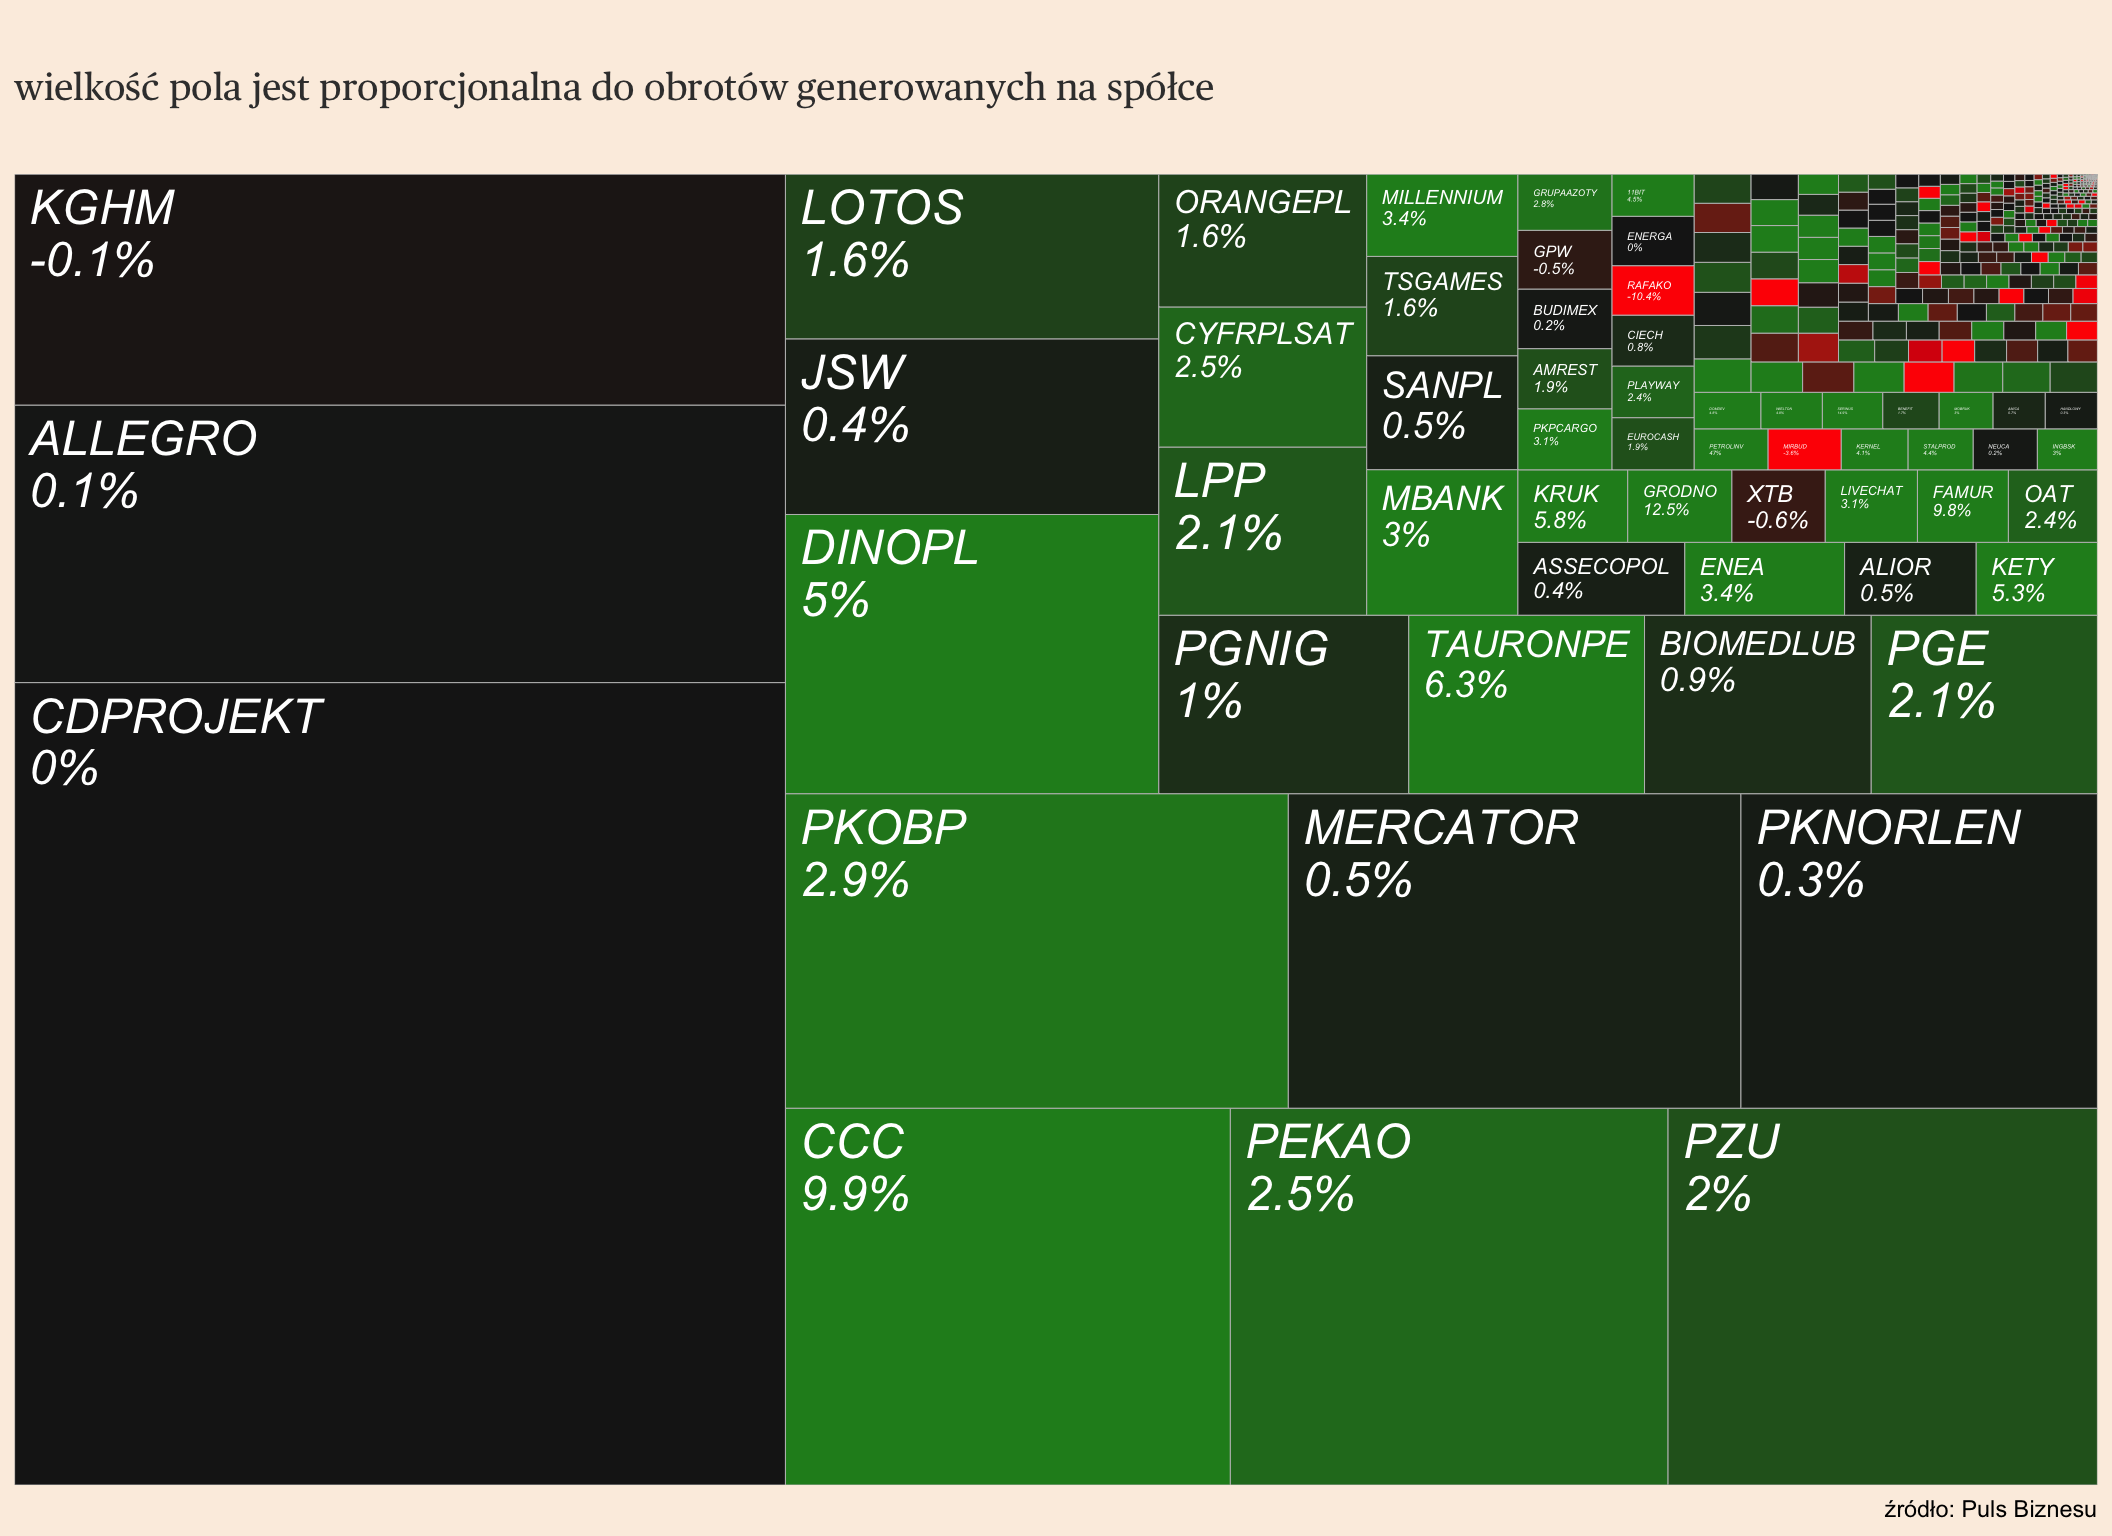 wielkość pola jest proporcjonalna do obrotów generowanych na spółce
KGHM
-0.1%
ALLEGRO
0.1%
CDPROJEKT
0%
LOTOS
1.6%
JSW
0.4%
DINOPL
5%
ORANGEPL
1.6%
CYFRPLSAT
2.5%
LPP
2.1%
MILLENNIUM
3.4%
TSGAMES
1.6%
SANPL
0.5%
MBANK
3%
GRUPAAZOTY
2.8%
GPW
-0.5%
BUDIMEX
0.2%
AMREST
1.9%
PKPCARGO
3.1%
11BIT
4.5%
ENERGA
0%
RAFAKO
-10.4%
CIECH
0.8%
PLAYWAY
2.4%
EUROCASH
1.9%
PETROLINV
47%
MIRBUD
-3.6%
KERNEL
4.1%
STALPROD
4.4%
NEUCA
0.2%
INGBSK
3%
KRUK
5.8%
GRODNO
12.5%
XTB
-0.6%
LIVECHAT
3.1%
FAMUR
9.8%
OAT
2.4%
ASSECOPOL
0.4%
ENEA
3.4%
ALIOR
0.5%
KETY
5.3%
PGNIG
1%
TAURONPE
6.3%
BIOMEDLUB
0.9%
PGE
2.1%
PKOBP
2.9%
MERCATOR
0.5%
PKNORLEN
0.3%
CCC
9.9%
PEKAO
2.5%
PZU
2%
źródło: Puls Biznesu